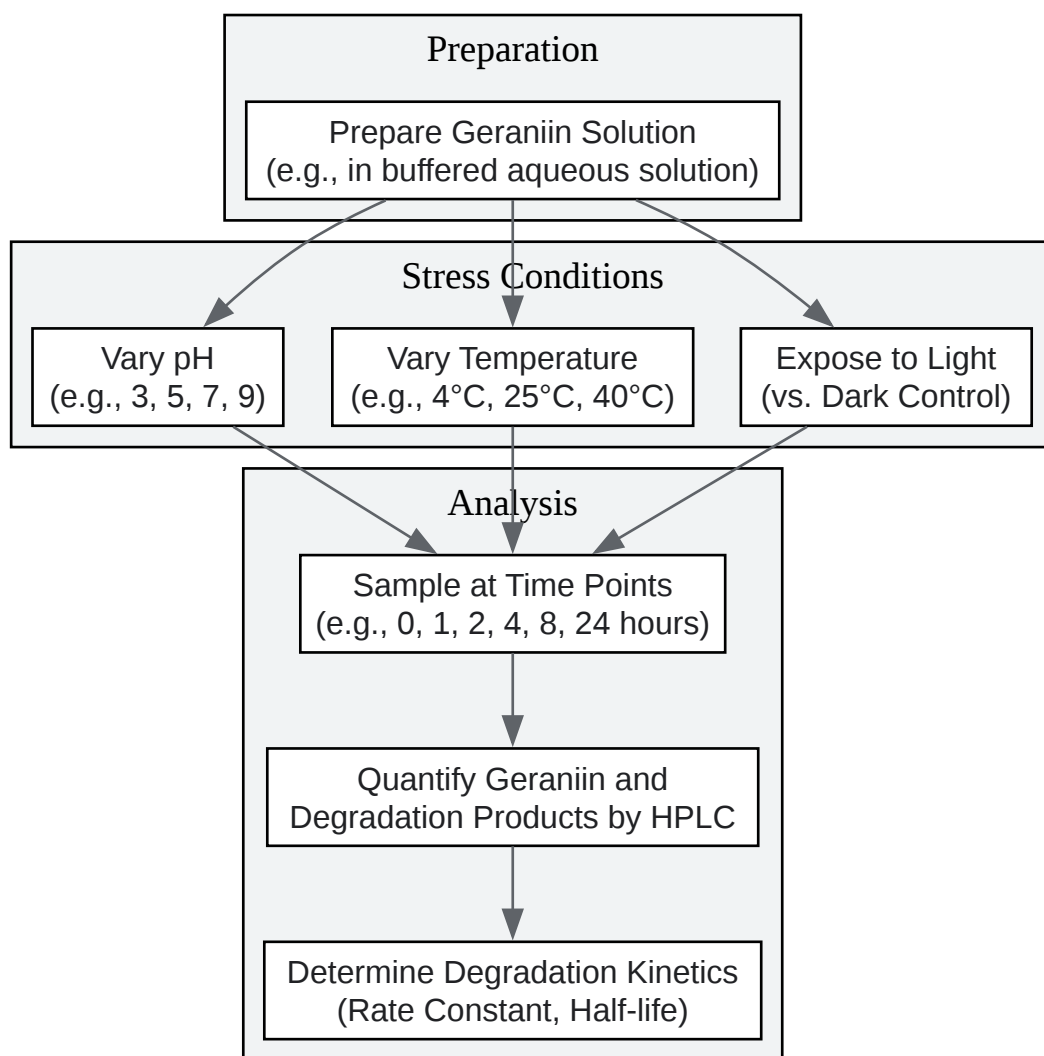 Preparation
Prepare Geraniin Solution
(e.g., in buffered aqueous solution)
Stress Conditions
Vary pH
(e.g., 3, 5, 7, 9)
Vary Temperature
(e.g., 4°C, 25°C, 40°C)
Expose to Light
(vs. Dark Control)
Analysis
Sample at Time Points
(e.g., 0, 1, 2, 4, 8, 24 hours)
Quantify Geraniin and
Degradation Products by HPLC
Determine Degradation Kinetics
(Rate Constant, Half-life)